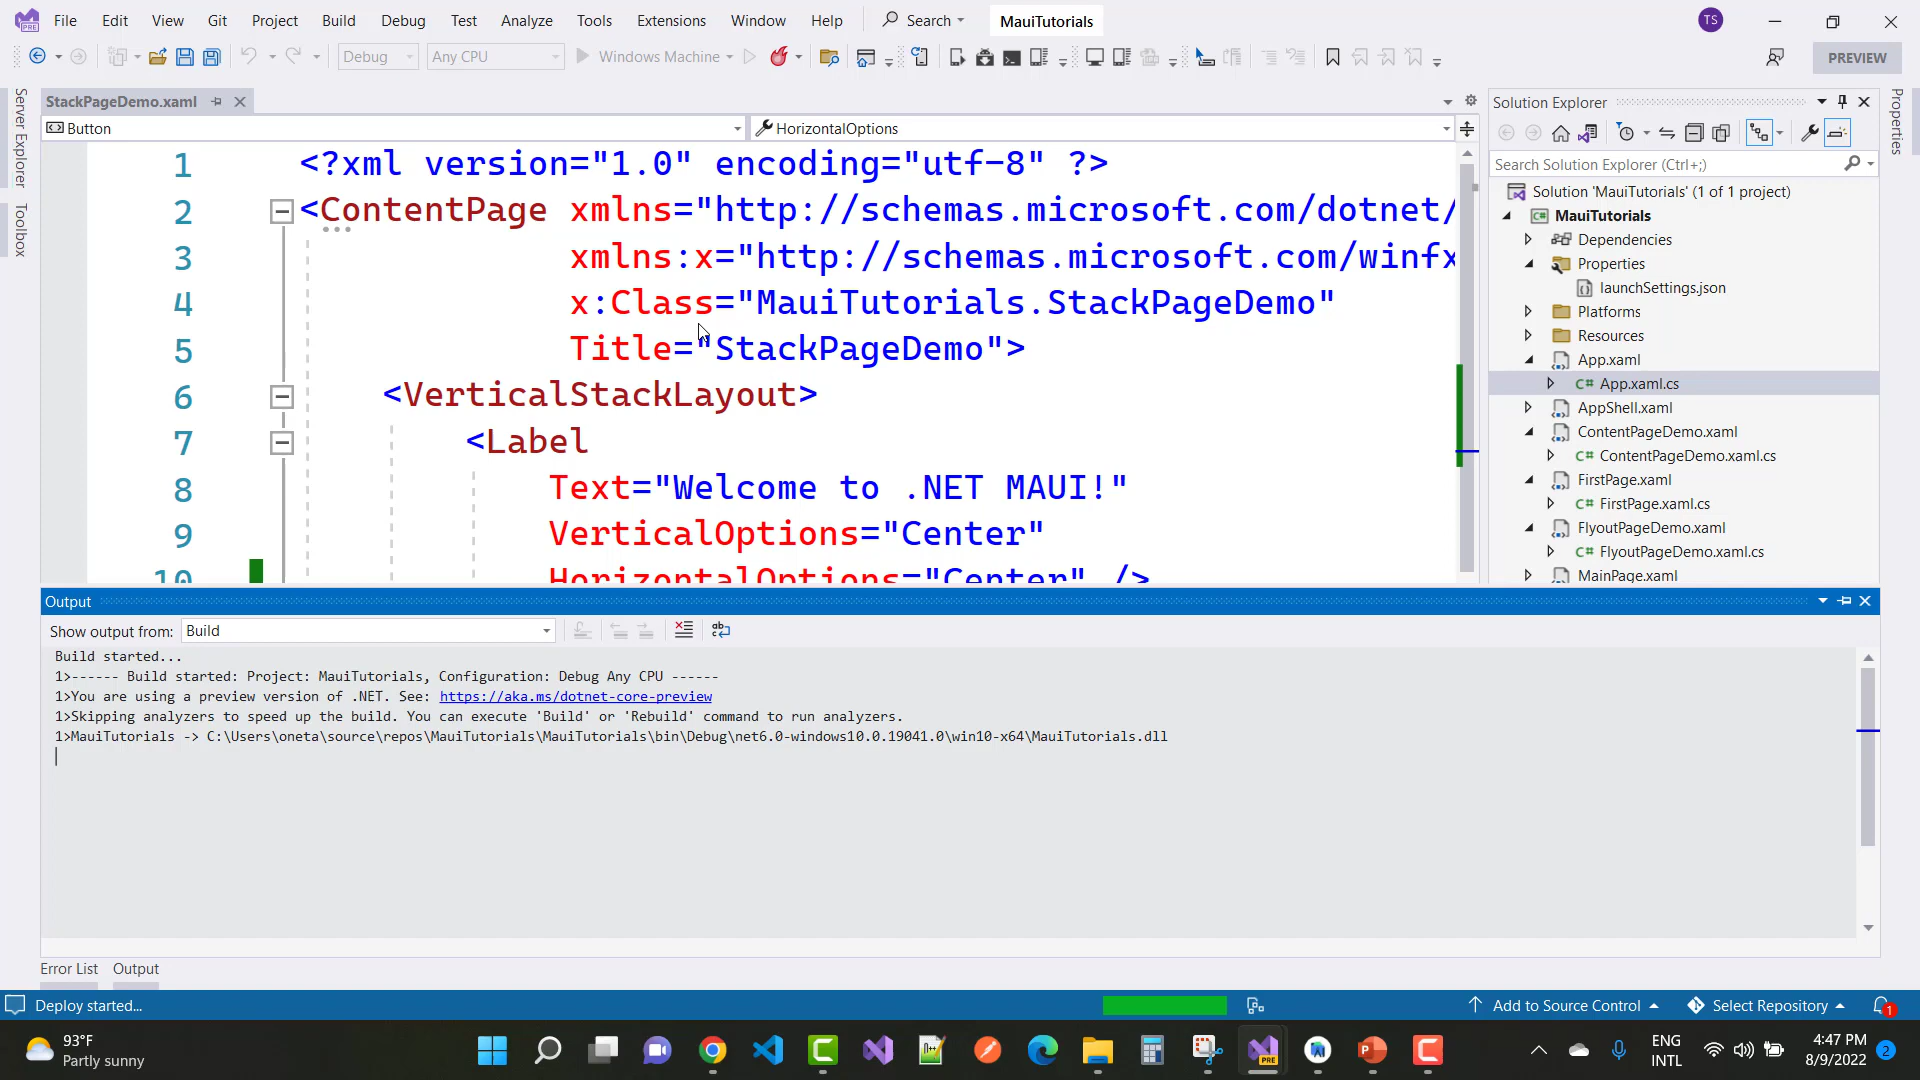 File Edit View Git Project Build Debug Test Analyze Tools Extensions Window Help Search MauiTutorials TS
Debug Any CPU Windows Machine PREVIEW
Server Explorer
Toolbox
StackPageDemo.xaml
Button HorizontalOptions
1 <?xml version="1.0" encoding="utf-8" ?>
2 <ContentPage xmlns="http://schemas.microsoft.com/dotnet/
3 xmlns:x="http://schemas.microsoft.com/winfx
4 x:Class="MauiTutorials.StackPageDemo"
5 Title="StackPageDemo">
6 <VerticalStackLayout>
7 <Label
8 Text="Welcome to .NET MAUI!"
9 VerticalOptions="Center"
10 HorizontalOptions="Center" />
Solution Explorer
Search Solution Explorer (Ctrl+;)
Solution 'MauiTutorials' (1 of 1 project)
MauiTutorials
Dependencies
Properties
launchSettings.json
Platforms
Resources
App.xaml
C# App.xaml.cs
AppShell.xaml
ContentPageDemo.xaml
C# ContentPageDemo.xaml.cs
FirstPage.xaml
C# FirstPage.xaml.cs
FlyoutPageDemo.xaml
C# FlyoutPageDemo.xaml.cs
MainPage.xaml
Properties
Output
Show output from: Build
Build started...
1>------ Build started: Project: MauiTutorials, Configuration: Debug Any CPU ------
1>You are using a preview version of .NET. See: https://aka.ms/dotnet-core-preview
1>Skipping analyzers to speed up the build. You can execute 'Build' or 'Rebuild' command to run analyzers.
1>MauiTutorials -> C:\Users\oneta\source\repos\MauiTutorials\MauiTutorials\bin\Debug\net6.0-windows10.0.19041.0\win10-x64\MauiTutorials.dll
Error List Output
Deploy started... Add to Source Control Select Repository 1
93°F
Partly sunny
PRE
ENG
INTL
4:47 PM
8/9/2022
2